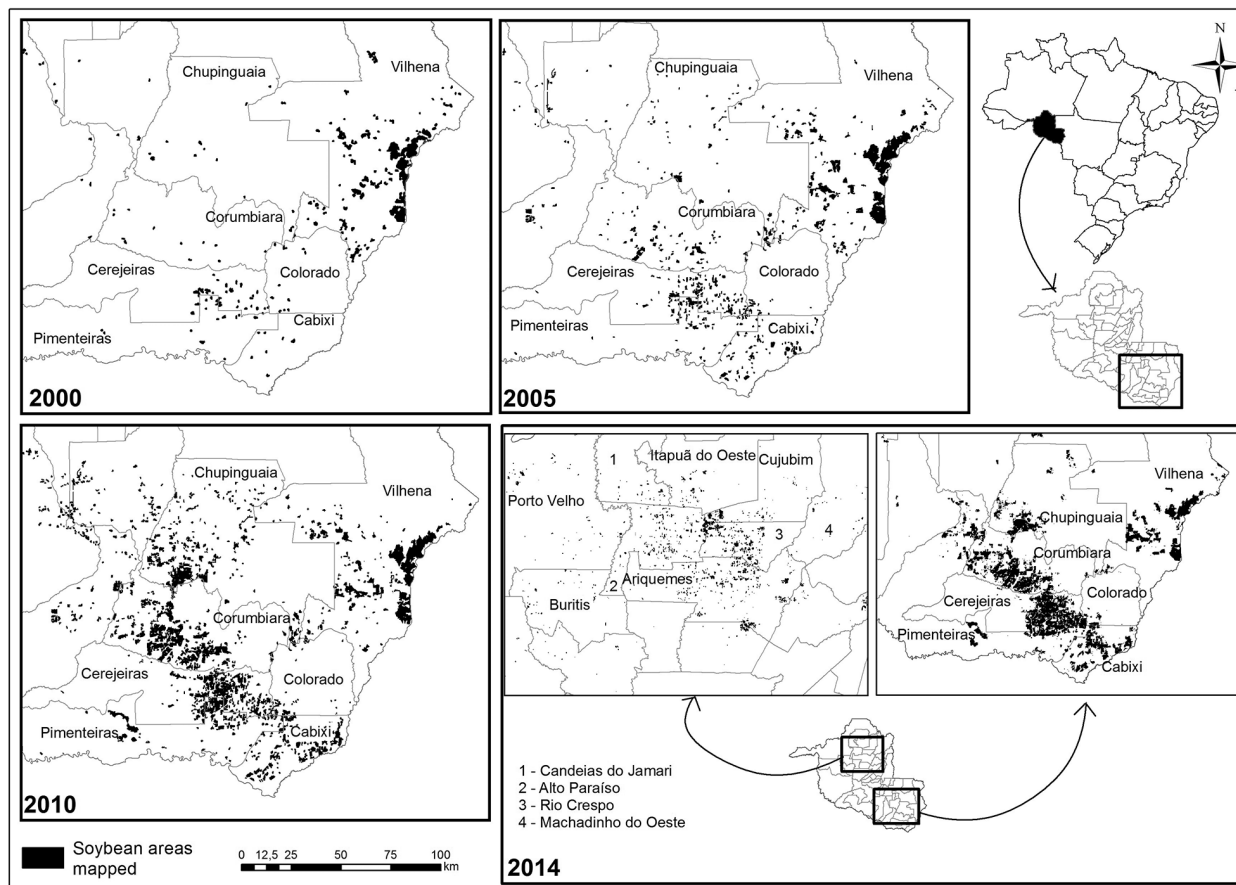 Chupinguaia
Vilhena
Corumbiara
Cerejeiras
Colorado
Cabixi
Pimenteiras
2000
Chupinguaia
Vilhena
Corumbiara
Cerejeiras
Colorado
Pimenteiras
Cabixi
2005
N
Chupinguaia
Vilhena
Corumbiara
Cerejeiras
Colorado
Pimenteiras
Cabixi
2010
1
Itapuã do Oeste
Cujubim
Porto Velho
3
4
2
Ariquemes
Buritis
Vilhena
Chupinguaia
Corumbiara
Colorado
Cerejeiras
Pimenteiras
Cabixi
1 - Candeias do Jamari
2 - Alto Paraíso
3 - Rio Crespo
4 - Machadinho do Oeste
2014
Soybean areas
mapped
0 12,5 25 50 75 100
km